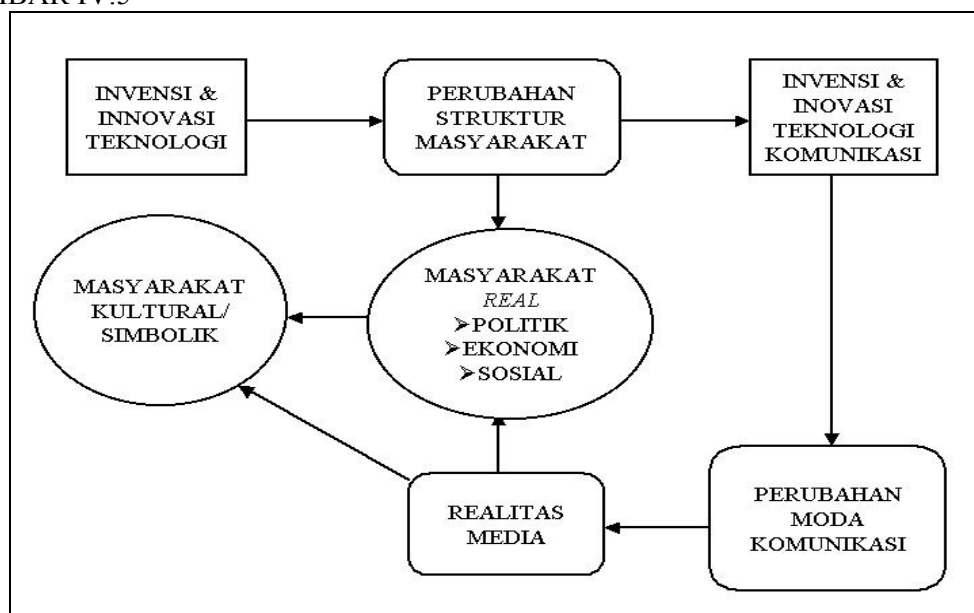 INVENSI &
INNOVASI
TEKNOLOGI
PERUBAHAN
STRUKTUR
MASYARAKAT
INVENSI &
INOVASI
TEKNOLOGI
KOMUNIKASI
MASYARAKAT
KULTURAL/
SIMBOLIK
MASYARAKAT
REAL
➢POLITIK
➢EKONOMI
➢SOSIAL
REALITAS
MEDIA
PERUBAHAN
MODA
KOMUNIKASI